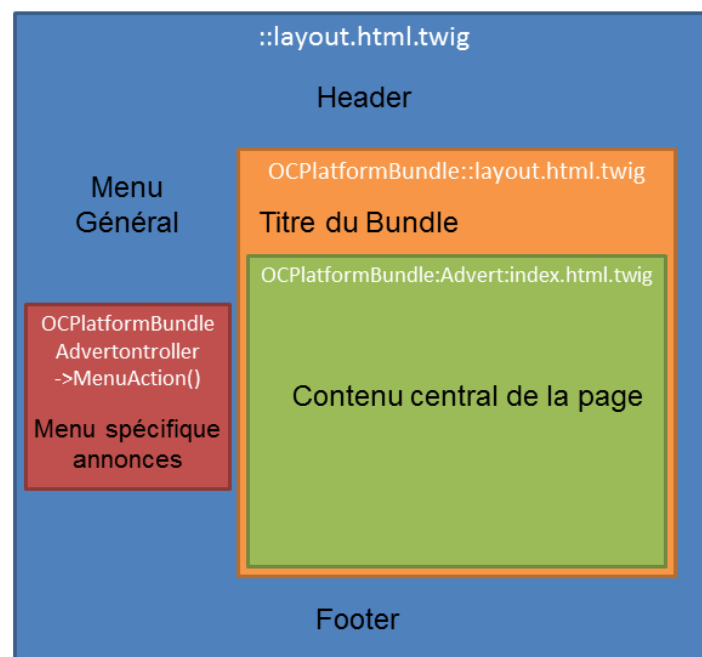 ::layout.html.twig
Header
Menu
Général
OCPlatformBundle::layout.html.twig
Titre du Bundle
OCPlatformBundle:Advert:index.html.twig
Contenu central de la page
OCPlatformBundle
Advertontroller
->MenuAction()
Menu spécifique
annonces
Footer